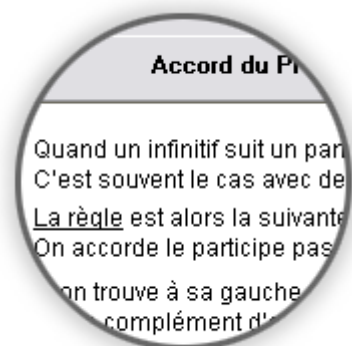 Accord du
Quand un infinitif suit un
C'est souvent le cas avec
La règle est alors la suivante
On accorde le participe
on trouve à sa gauche
complément